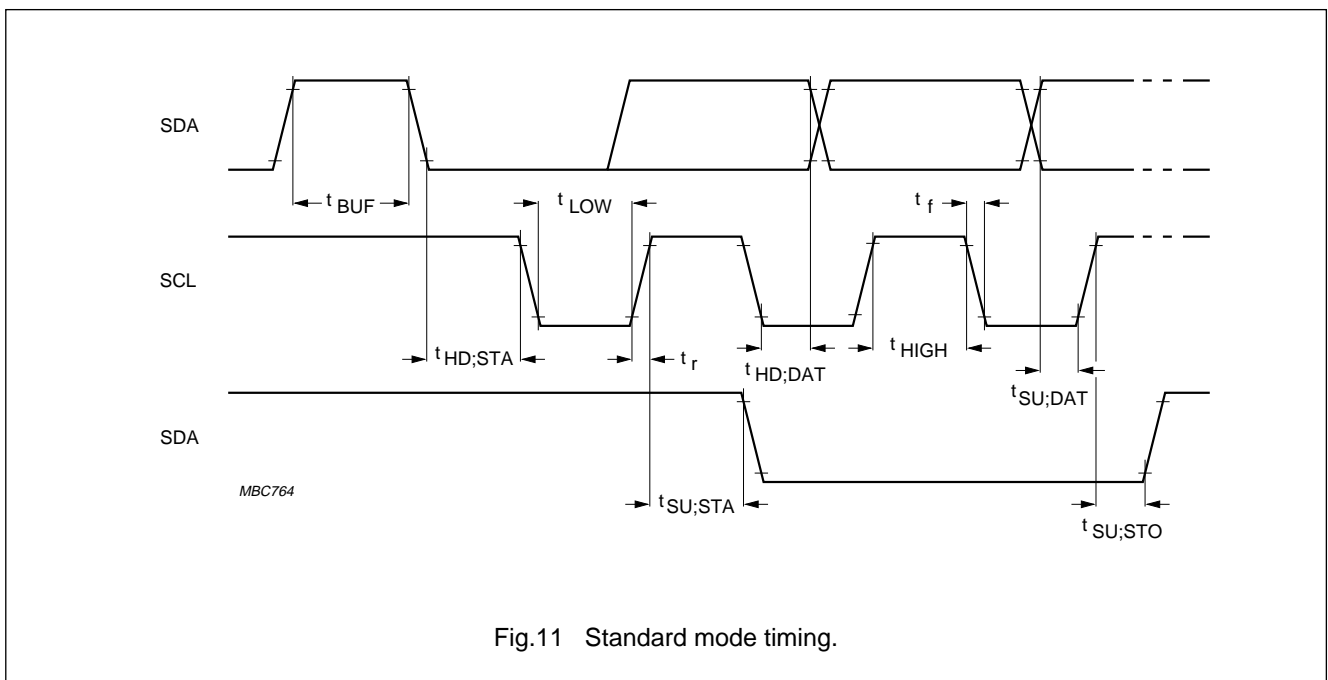 SDA
t BUF
t LOW
t f
SCL
t HD;STA
t r
t HD;DAT
t HIGH
t SU;DAT
SDA
MBC764
t SU;STA
t SU;STO
Fig.11 Standard mode timing.